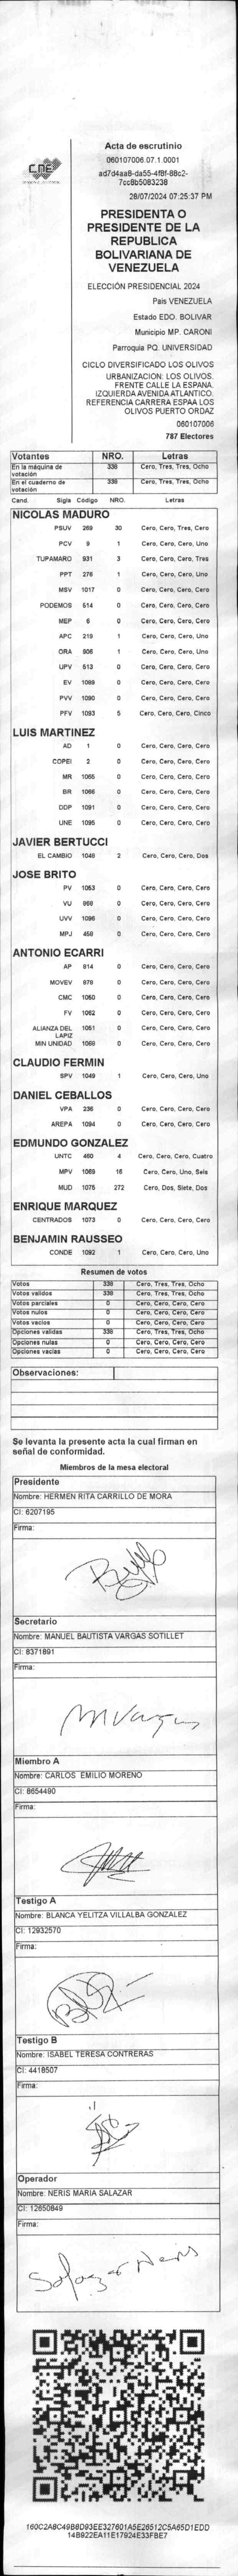 CNE
Acta de escrutinio
060107006.07.1.0001
ad7d4aa8-da55-4f8f-88c2-
7cc8b5083238
28/07/2024 07:25:37 PM
PRESIDENTA O
PRESIDENTE DE LA
REPUBLICA
BOLIVARIANA DE
VENEZUELA
ELECCIÓN PRESIDENCIAL 2024
Pais VENEZUELA
Estado EDO. BOLIVAR
Municipio MP. CARONI
Parroquia PQ. UNIVERSIDAD
CICLO DIVERSIFICADO LOS OLIVOS
URBANIZACION: LOS OLIVOS.
FRENTE CALLE LA ESPANA.
IZQUIERDA AVENIDA ATLANTICO.
REFERENCIA CARRERA ESPAA LOS
OLIVOS PUERTO ORDAZ
060107006
787 Electores
Votantes NRO. Letras
En la máquina de votación 338 Cero, Tres, Tres, Ocho
En el cuaderno de votación 338 Cero, Tres, Tres, Ocho
Cand. Sigla Código NRO. Letras
NICOLAS MADURO
PSUV 269 30 Cero, Cero, Tres, Cero
PCV 9 1 Cero, Cero, Cero, Uno
TUPAMARO 931 3 Cero, Cero, Cero, Tres
PPT 276 1 Cero, Cero, Cero, Uno
MSV 1017 0 Cero, Cero, Cero, Cero
PODEMOS 514 0 Cero, Cero, Cero, Cero
MEP 6 0 Cero, Cero, Cero, Cero
APC 219 1 Cero, Cero, Cero, Uno
ORA 906 1 Cero, Cero, Cero, Uno
UPV 513 0 Cero, Cero, Cero, Cero
EV 1089 0 Cero, Cero, Cero, Cero
PVV 1090 0 Cero, Cero, Cero, Cero
PFV 1093 5 Cero, Cero, Cero, Cinco
LUIS MARTINEZ
AD 1 0 Cero, Cero, Cero, Cero
COPEI 2 0 Cero, Cero, Cero, Cero
MR 1065 0 Cero, Cero, Cero, Cero
BR 1066 0 Cero, Cero, Cero, Cero
DDP 1091 0 Cero, Cero, Cero, Cero
UNE 1095 0 Cero, Cero, Cero, Cero
JAVIER BERTUCCI
EL CAMBIO 1048 2 Cero, Cero, Cero, Dos
JOSE BRITO
PV 1053 0 Cero, Cero, Cero, Cero
VU 868 0 Cero, Cero, Cero, Cero
UVV 1096 0 Cero, Cero, Cero, Cero
MPJ 458 0 Cero, Cero, Cero, Cero
ANTONIO ECARRI
AP 814 0 Cero, Cero, Cero, Cero
MOVEV 878 0 Cero, Cero, Cero, Cero
CMC 1050 0 Cero, Cero, Cero, Cero
FV 1052 0 Cero, Cero, Cero, Cero
ALIANZA DEL LAPIZ 1051 0 Cero, Cero, Cero, Cero
MIN UNIDAD 1068 0 Cero, Cero, Cero, Cero
CLAUDIO FERMIN
SPV 1049 1 Cero, Cero, Cero, Uno
DANIEL CEBALLOS
VPA 236 0 Cero, Cero, Cero, Cero
AREPA 1094 0 Cero, Cero, Cero, Cero
EDMUNDO GONZALEZ
UNTC 460 4 Cero, Cero, Cero, Cuatro
MPV 1069 16 Cero, Cero, Uno, Seis
MUD 1075 272 Cero, Dos, Siete, Dos
ENRIQUE MARQUEZ
CENTRADOS 1073 0 Cero, Cero, Cero, Cero
BENJAMIN RAUSSEO
CONDE 1092 1 Cero, Cero, Cero, Uno
Resumen de votos
Votos 338 Cero, Tres, Tres, Ocho
Votos validos 338 Cero, Tres, Tres, Ocho
Votos parciales 0 Cero, Cero, Cero, Cero
Votos nulos 0 Cero, Cero, Cero, Cero
Votos vacios 0 Cero, Cero, Cero, Cero
Opciones validas 338 Cero, Tres, Tres, Ocho
Opciones nulas 0 Cero, Cero, Cero, Cero
Opciones vacias 0 Cero, Cero, Cero, Cero
Observaciones:
Se levanta la presente acta la cual firman en
señal de conformidad.
Miembros de la mesa electoral
Presidente
Nombre: HERMEN RITA CARRILLO DE MORA
CI: 6207195
Firma:
Secretario
Nombre: MANUEL BAUTISTA VARGAS SOTILLET
CI: 8371891
Firma:
MVargas
Miembro A
Nombre: CARLOS EMILIO MORENO
CI: 8654490
Firma:
Testigo A
Nombre: BLANCA YELITZA VILLALBA GONZALEZ
CI: 12932570
Firma:
Testigo B
Nombre: ISABEL TERESA CONTRERAS
CI: 4418507
Firma:
Operador
Nombre: NERIS MARIA SALAZAR
CI: 12650849
Firma:
Salazar Neris
160C2A8C49B8D93EE327601A5E26512C5A65D1EDD
14B922EA11E17924E33FBE7